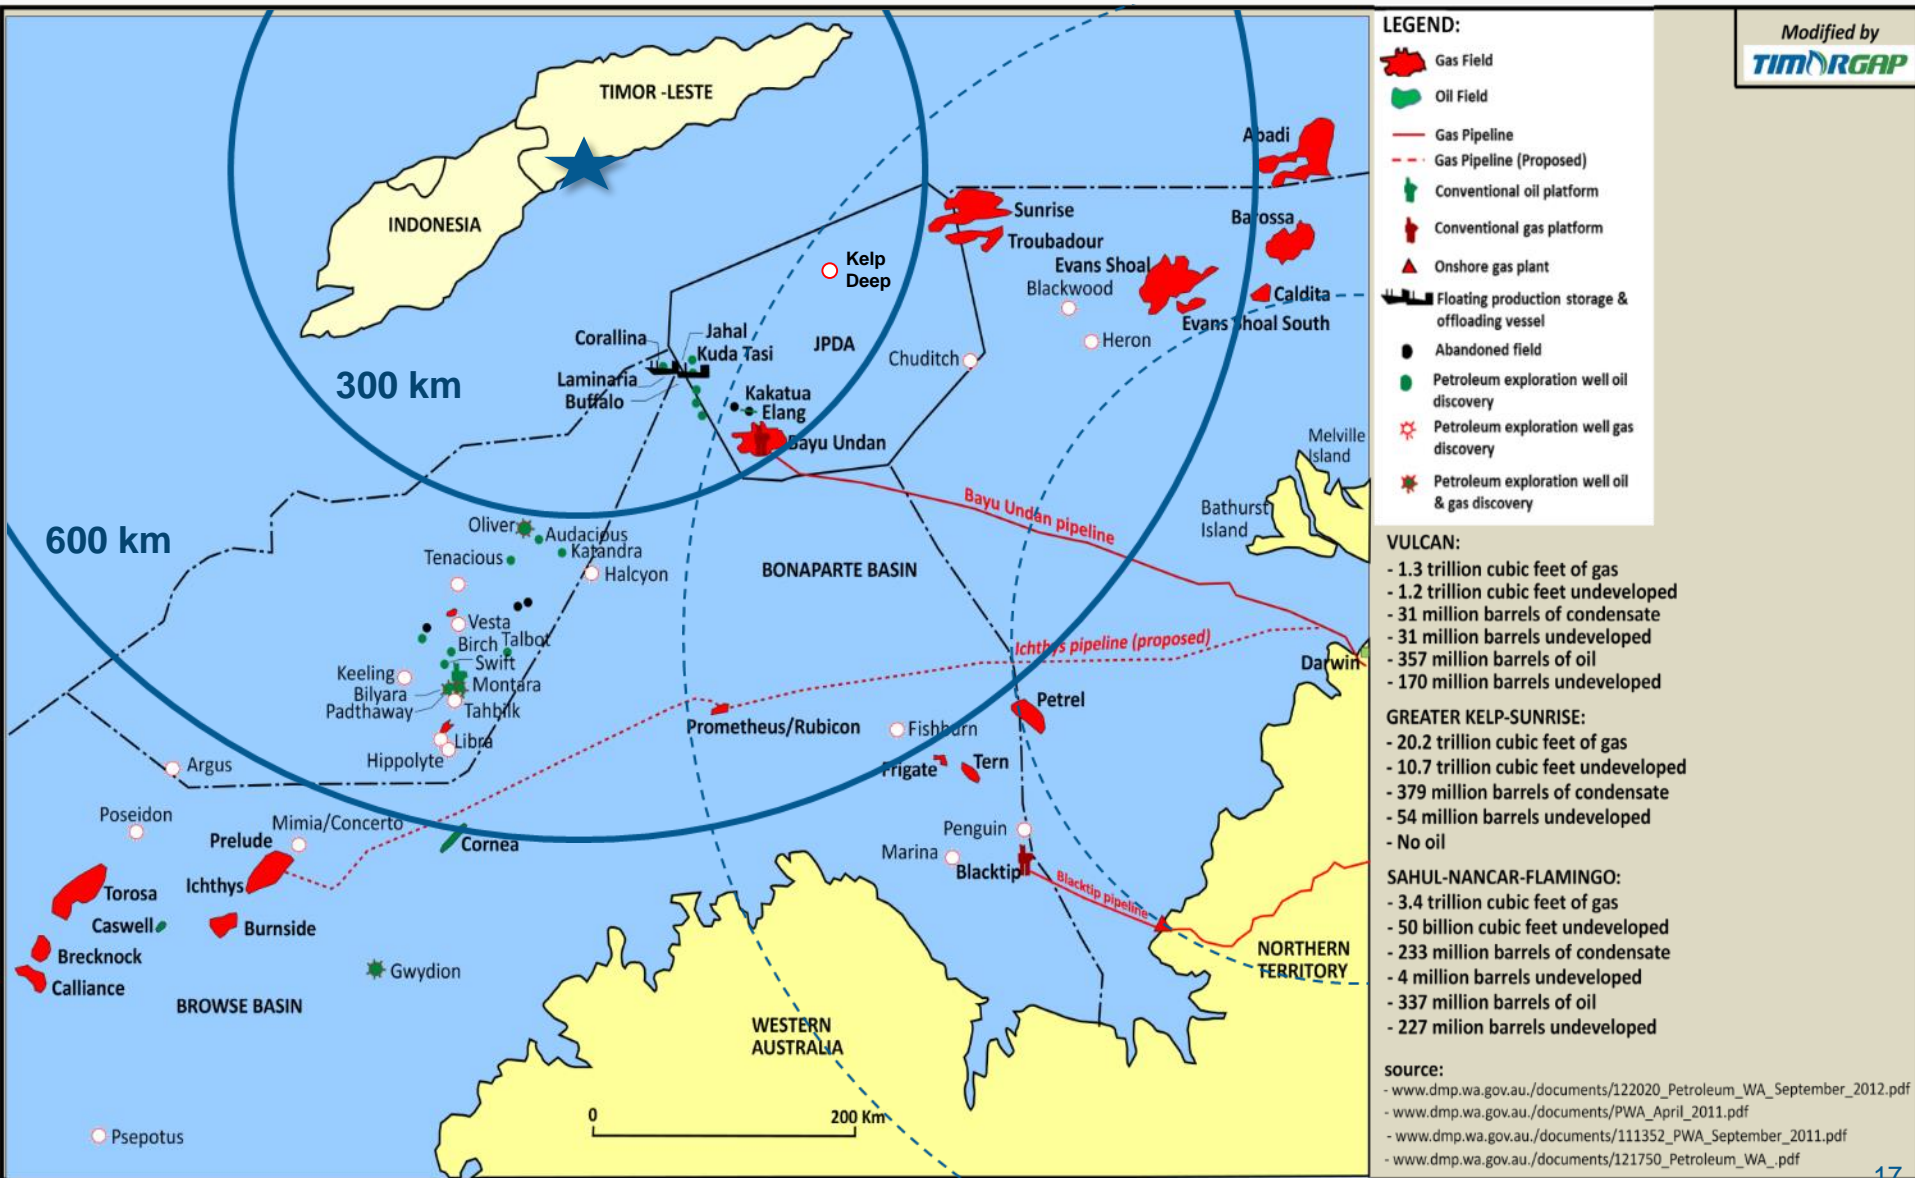 TIMOR -LESTE
INDONESIA
300 km
600 km
Abadi
Sunrise
Troubadour
Barossa
Evans Shoal
Blackwood
Caldita
Evans Shoal South
Heron
Kelp
Deep
JPDA
Chuditch
Corallina
Jahal
Kuda Tasi
Laminaria
Buffalo
Kakatua
Elang
Bayu Undan
Bayu Undan pipeline
Melville
Island
Bathurst
Island
Oliver
Audacious
Tenacious
Katandra
Halcyon
BONAPARTE BASIN
Vesta
Birch
Talbot
Swift
Keeling
Bilyara
Montara
Padthaway
Tahbilk
Libra
Hippolyte
Argus
Ichthys pipeline (proposed)
Darwin
Petrel
Prometheus/Rubicon
Fishburn
Frigate
Tern
Poseidon
Mimia/Concerto
Prelude
Cornea
Ichthys
Torosa
Caswell
Burnside
Brecknock
Calliance
Gwydion
BROWSE BASIN
Penguin
Marina
Blacktip
Blacktip pipeline
NORTHERN
TERRITORY
WESTERN
AUSTRALIA
0
200 Km
Psepotus
LEGEND:
Gas Field
Oil Field
Gas Pipeline
Gas Pipeline (Proposed)
Conventional oil platform
Conventional gas platform
Onshore gas plant
Floating production storage &
offloading vessel
Abandoned field
Petroleum exploration well oil
discovery
Petroleum exploration well gas
discovery
Petroleum exploration well oil
& gas discovery
Modified by
TIMORGAP
VULCAN:
- 1.3 trillion cubic feet of gas
- 1.2 trillion cubic feet undeveloped
- 31 million barrels of condensate
- 31 million barrels undeveloped
- 357 million barrels of oil
- 170 million barrels undeveloped
GREATER KELP-SUNRISE:
- 20.2 trillion cubic feet of gas
- 10.7 trillion cubic feet undeveloped
- 379 million barrels of condensate
- 54 million barrels undeveloped
- No oil
SAHUL-NANCAR-FLAMINGO:
- 3.4 trillion cubic feet of gas
- 50 billion cubic feet undeveloped
- 233 million barrels of condensate
- 4 million barrels undeveloped
- 337 million barrels of oil
- 227 milion barrels undeveloped
source:
- www.dmp.wa.gov.au./documents/122020_Petroleum_WA_September_2012.pdf
- www.dmp.wa.gov.au./documents/PWA_April_2011.pdf
- www.dmp.wa.gov.au./documents/111352_PWA_September_2011.pdf
- www.dmp.wa.gov.au./documents/121750_Petroleum_WA_.pdf
17